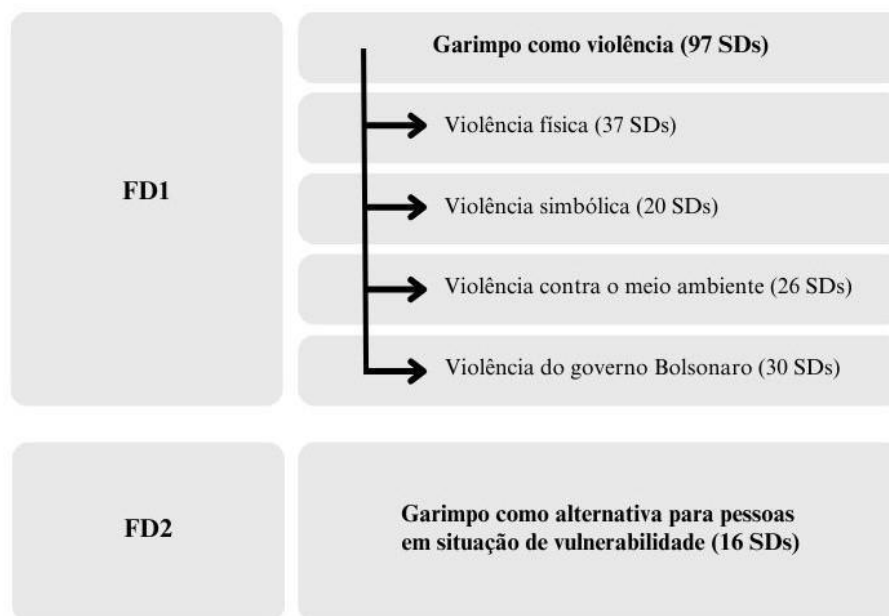 FD1
Garimpo como violência (97 SDs)
Violência física (37 SDs)
Violência simbólica (20 SDs)
Violência contra o meio ambiente (26 SDs)
Violência do governo Bolsonaro (30 SDs)
FD2
Garimpo como alternativa para pessoas
em situação de vulnerabilidade (16 SDs)